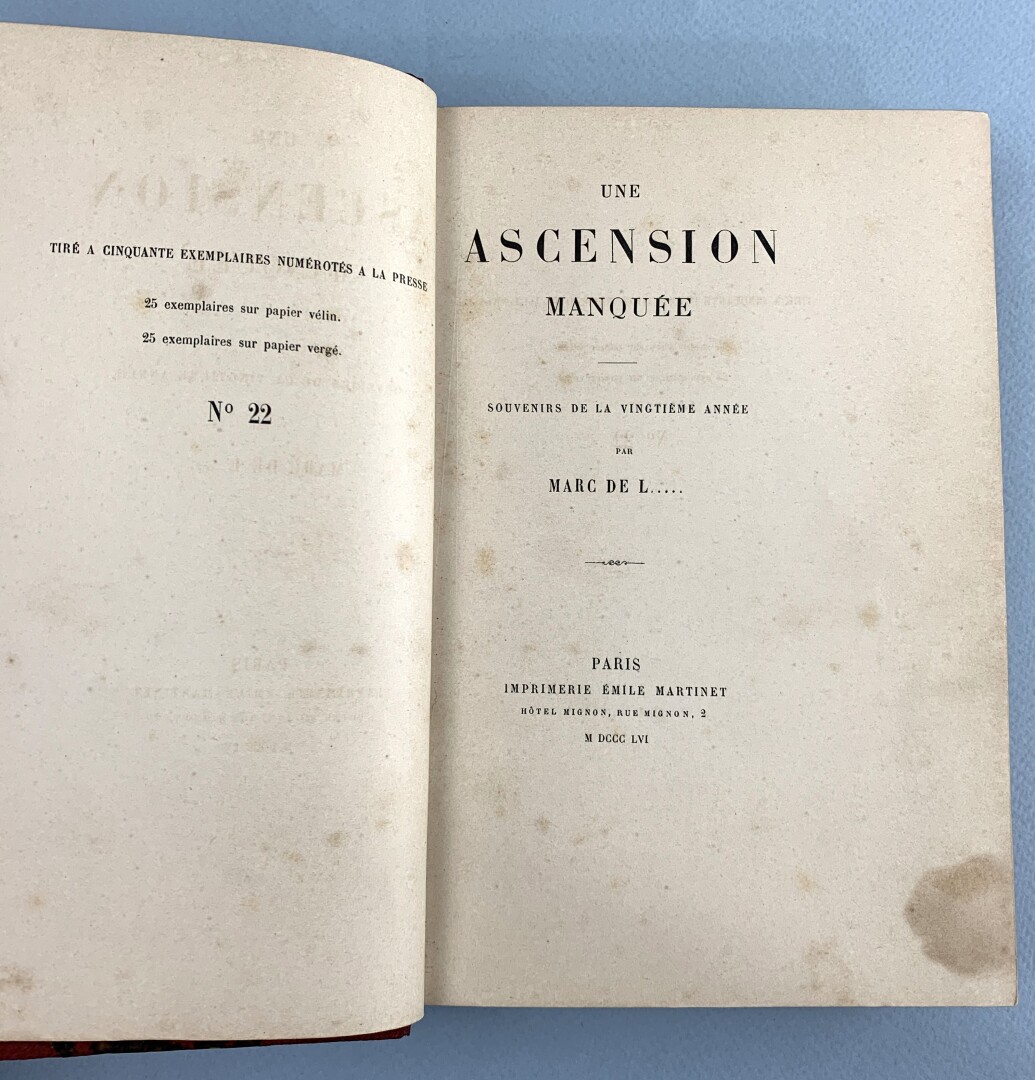 TIRÉ A CINQUANTE EXEMPLAIRES NUMÉROTÉS A LA PRESSE
25 exemplaires sur papier vélin.
25 exemplaires sur papier vergé.
Nº 22
UNE
ASCENSION
MANQUÉE
SOUVENIRS DE LA VINGTIÈME ANNÉE
PAR
MARC DE L.....
PARIS
IMPRIMERIE ÉMILE MARTINET
HÔTEL MIGNON, RUE MIGNON, 2
M DCCC LVI